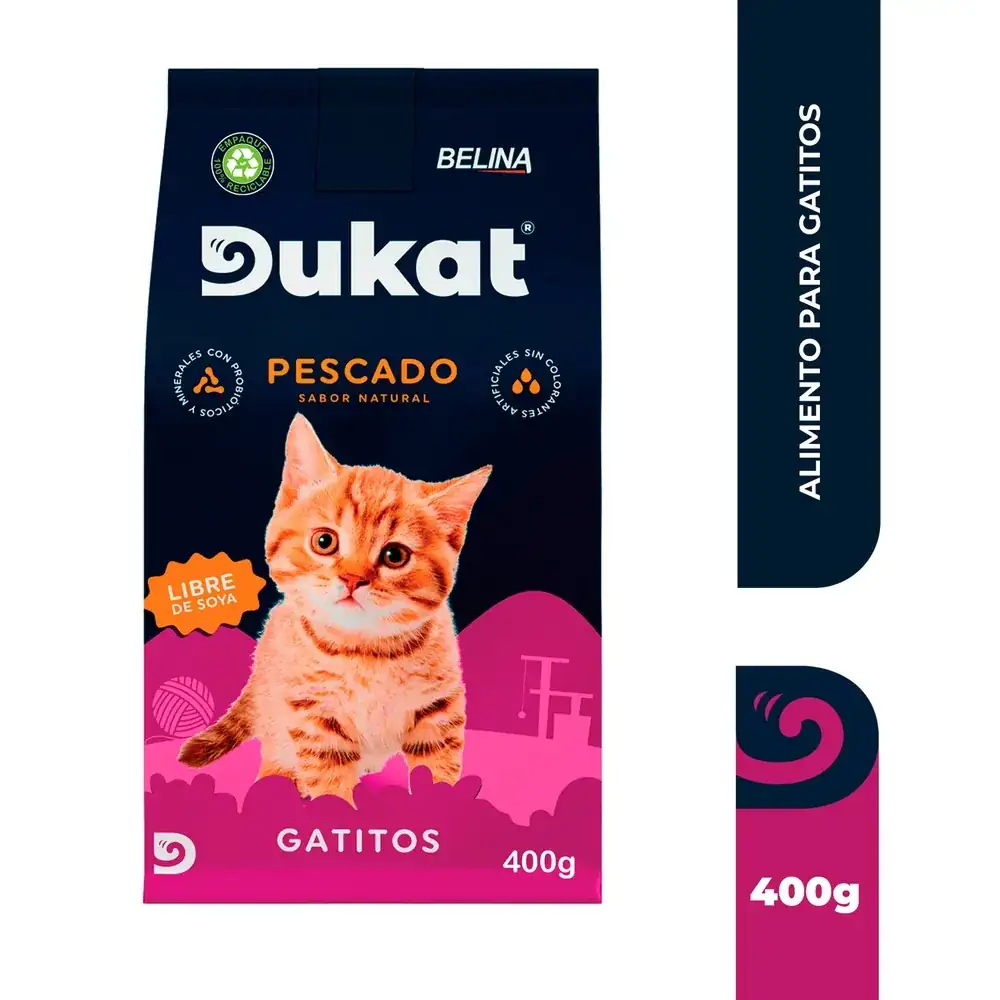 EMPAQUE
100% RECICLABLE
BELINA
Dukat®
MINERALES CON PROBIÓTICOS Y
PESCADO
SABOR NATURAL
SIN COLORANTES ARTIFICIALES
LIBRE
DE SOYA
GATITOS
400g
ALIMENTO PARA GATITOS
400g